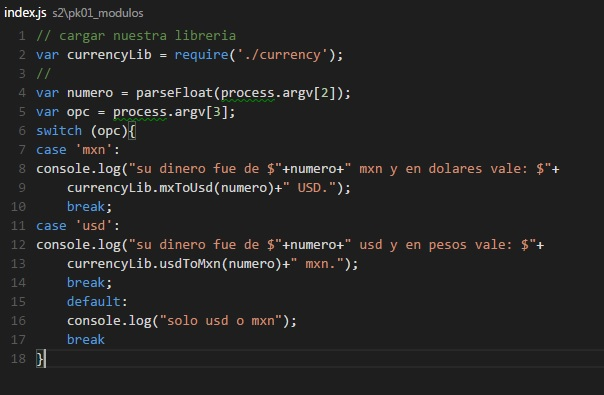 index.js s2\pk01_modulos
1 // cargar nuestra libreria
2 var currencyLib = require('./currency');
3 //
4 var numero = parseFloat(process.argv[2]);
5 var opc = process.argv[3];
6 switch (opc){
7 case 'mxn':
8 console.log("su dinero fue de $"+numero+" mxn y en dolares vale: $"+
9     currencyLib.mxToUsd(numero)+" USD.");
10     break;
11 case 'usd':
12 console.log("su dinero fue de $"+numero+" usd y en pesos vale: $"+
13     currencyLib.usdToMxn(numero)+" mxn.");
14     break;
15     default:
16     console.log("solo usd o mxn");
17     break
18 }